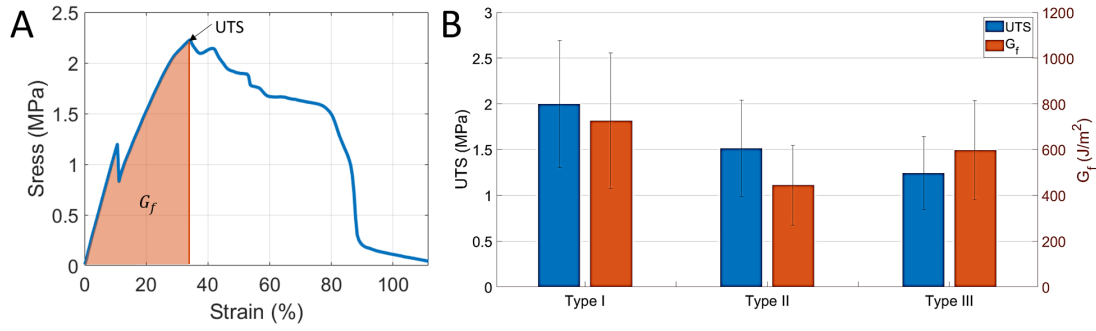 A
UTS
2.5
2
1.5
1
0.5
0
Sress (MPa)
G_f
0 20 40 60 80 100
Strain (%)
B
UTS
G_f
3
2.5
2
1.5
1
0.5
0
UTS (MPa)
1200
1000
800
600
400
200
0
G_f (J/m²)
Type I Type II Type III